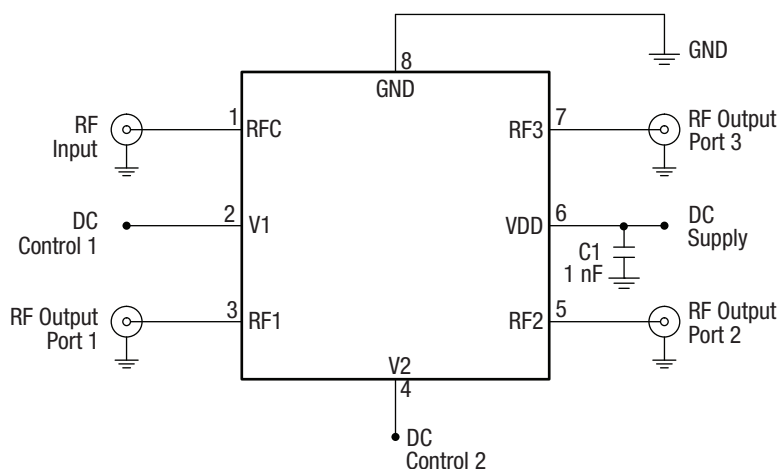 8
GND
GND
RF
Input
1
RFC
7
RF3
RF Output
Port 3
DC
Control 1
2
V1
6
VDD
DC
Supply
C1
1 nF
RF Output
Port 1
3
RF1
5
RF2
RF Output
Port 2
V2
4
DC
Control 2